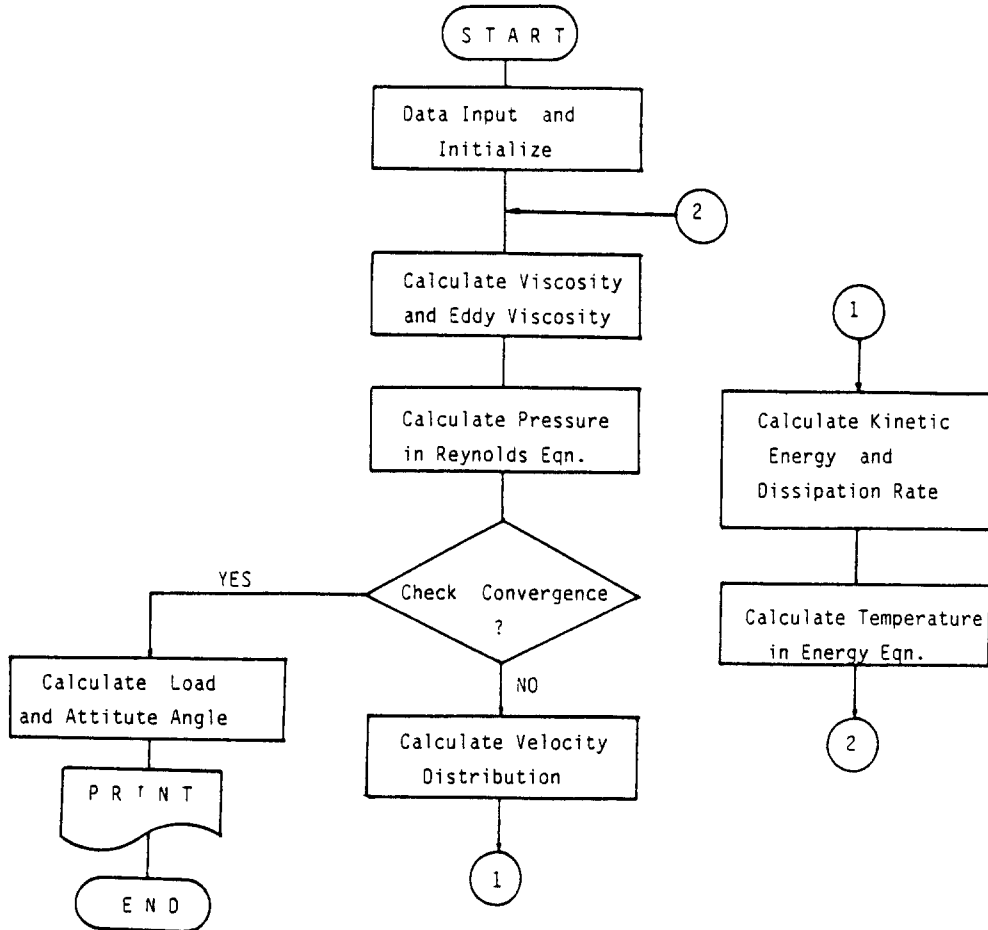 START
Data Input and
Initialize
2
Calculate Viscosity
and Eddy Viscosity
Calculate Pressure
in Reynolds Eqn.
Check Convergence
?
YES
NO
Calculate Load
and Attitute Angle
PRINT
END
Calculate Velocity
Distribution
1
1
Calculate Kinetic
Energy and
Dissipation Rate
Calculate Temperature
in Energy Eqn.
2